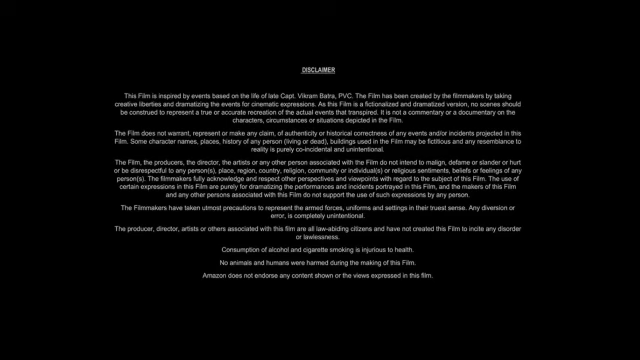 DISCLAIMER
This Film is inspired by events based on the life of late Capt. Vikram Batra, PVC. The Film has been created by the filmmakers by taking
creative liberties and dramatizing the events for cinematic expressions. As this Film is a fictionalized and dramatized version, no scenes should
be construed to represent a true or accurate recreation of the actual events that transpired. It is not a commentary or a documentary on the
characters, circumstances or situations depicted in the Film.
The Film does not warrant, represent or make any claim, of authenticity or historical correctness of any events and/or incidents projected in this
Film. Some character names, places, history of any person (living or dead), buildings used in the Film may be fictitious and any resemblance to
reality is purely co-incidental and unintentional.
The Film, the producers, the director, the artists or any other person associated with the Film do not intend to malign, defame or slander or hurt
or be disrespectful to any person(s), place, region, country, religion, community or individual(s) or religious sentiments, beliefs or feelings of any
person(s). The filmmakers fully acknowledge and respect other perspectives and viewpoints with regard to the subject of this Film. The use of
certain expressions in this Film are purely for dramatizing the performances and incidents portrayed in this Film, and the makers of this Film
and any other persons associated with this Film do not support the use of such expressions by any person.
The Filmmakers have taken utmost precautions to represent the armed forces, uniforms and settings in their truest sense. Any diversion or
error, is completely unintentional.
The producer, director, artists or others associated with this film are all law-abiding citizens and have not created this Film to incite any disorder
or lawlessness.
Consumption of alcohol and cigarette smoking is injurious to health.
No animals and humans were harmed during the making of this Film.
Amazon does not endorse any content shown or the views expressed in this film.